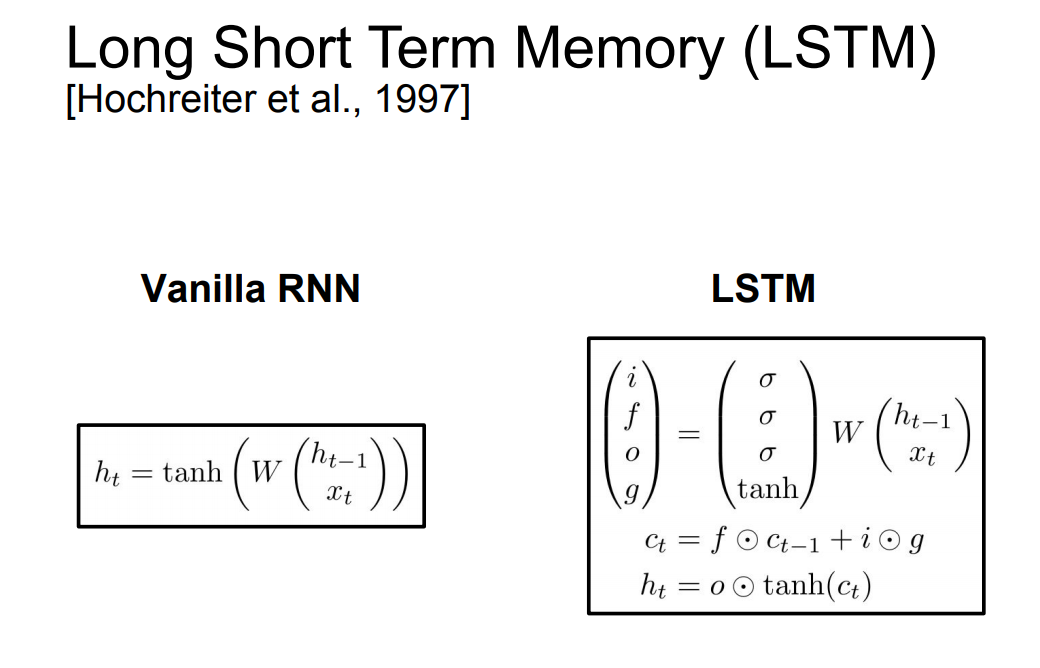 Long Short Term Memory (LSTM)
[Hochreiter et al., 1997]
Vanilla RNN
LSTM
h_t = tanh ( W ( h_{t−1} x_t ) )
( i f o g ) = ( σ σ σ tanh ) W ( h_{t−1} x_t )
c_t = f ⊙ c_{t−1} + i ⊙ g
h_t = o ⊙ tanh(c_t)